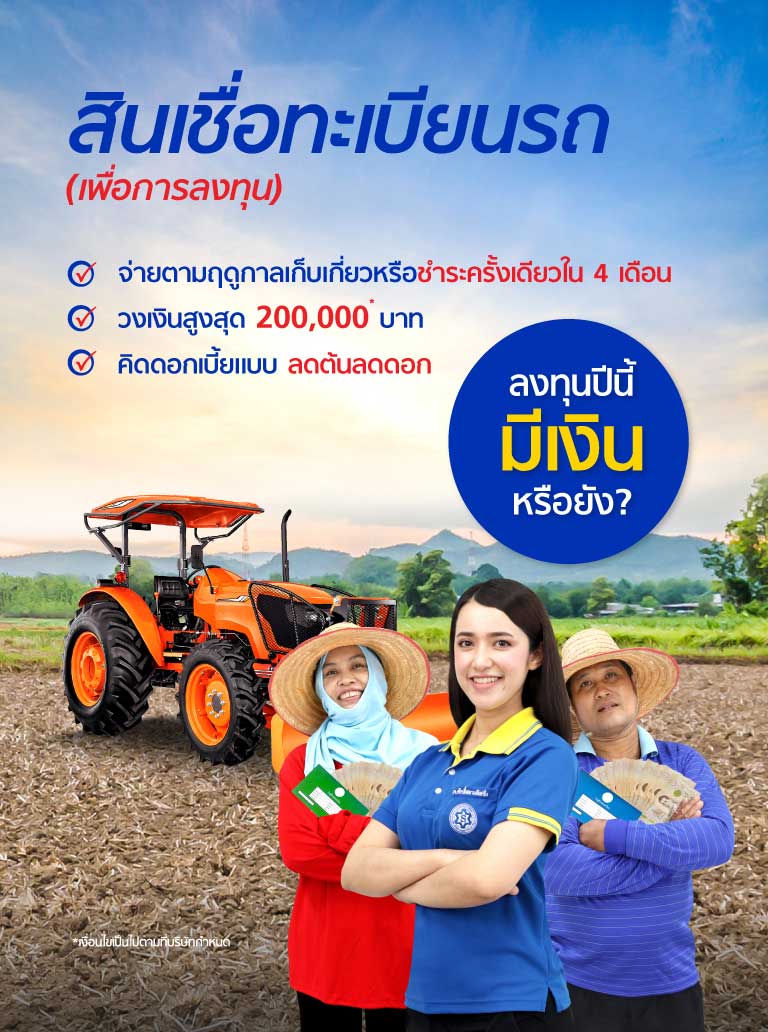 สินเชื่อทะเบียนรถ
(เพื่อการลงทุน)
จ่ายตามฤดูกาลเก็บเกี่ยวหรือชำระครั้งเดียวใน 4 เดือน
วงเงินสูงสุด 200,000* บาท
คิดดอกเบี้ยแบบ ลดต้นลดดอก
ลงทุนปีนี้
มีเงิน
หรือยัง?
*เงื่อนไขเป็นไปตามที่บริษัทกำหนด